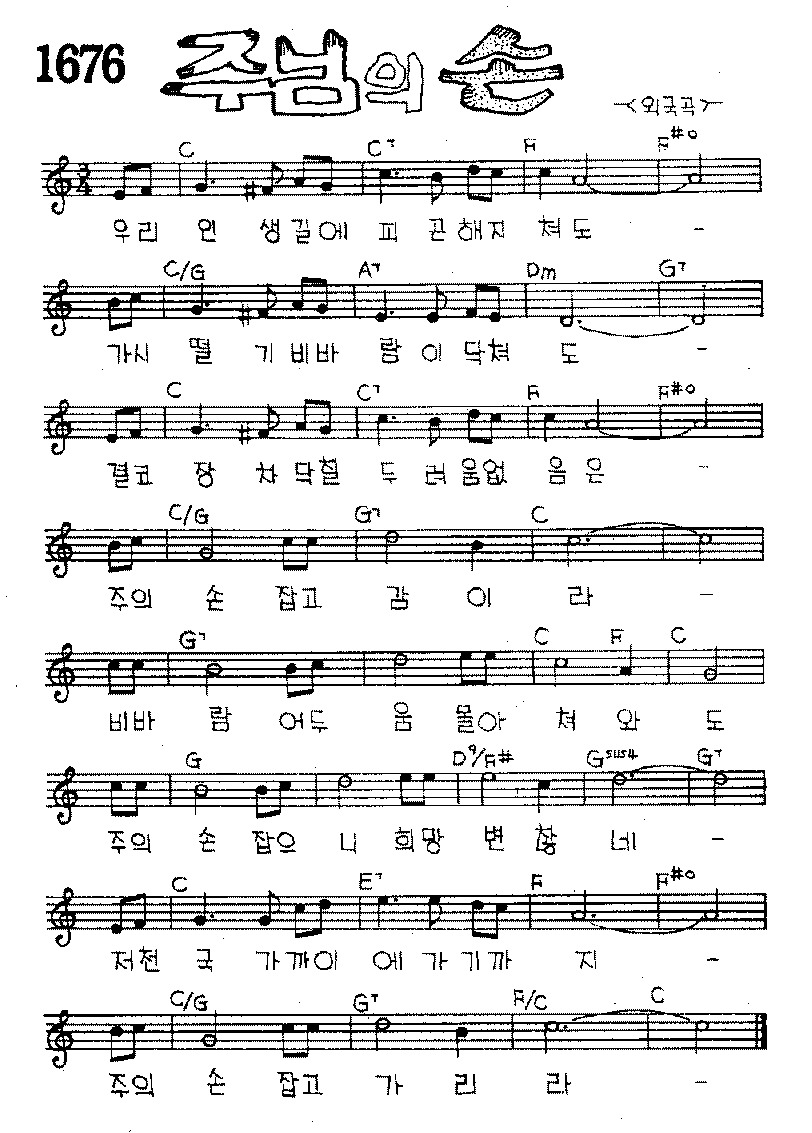 1676 주님의 손
<외국곡>
C C7 F F#o
3/4
우리 인 생길에 피 곤해지 쳐도 -
C/G A7 Dm G7
가시 떨 기비바 람이 닥쳐 도 -
C C7 F F#o
결코 장 차닥칠 두 려움없 음은 -
C/G G7 C
주의 손 잡고 감 이 라 -
G7 C F C
비바 람 어두 움 몰아 쳐 와 도
G D9/F# Gsus4 G7
주의 손 잡으 니 희망 변 찮 네 -
C E7 F F#o
저천 국 가까이 에가기까 지 -
C/G G7 F/C C
주의 손 잡고 가 리 라 -